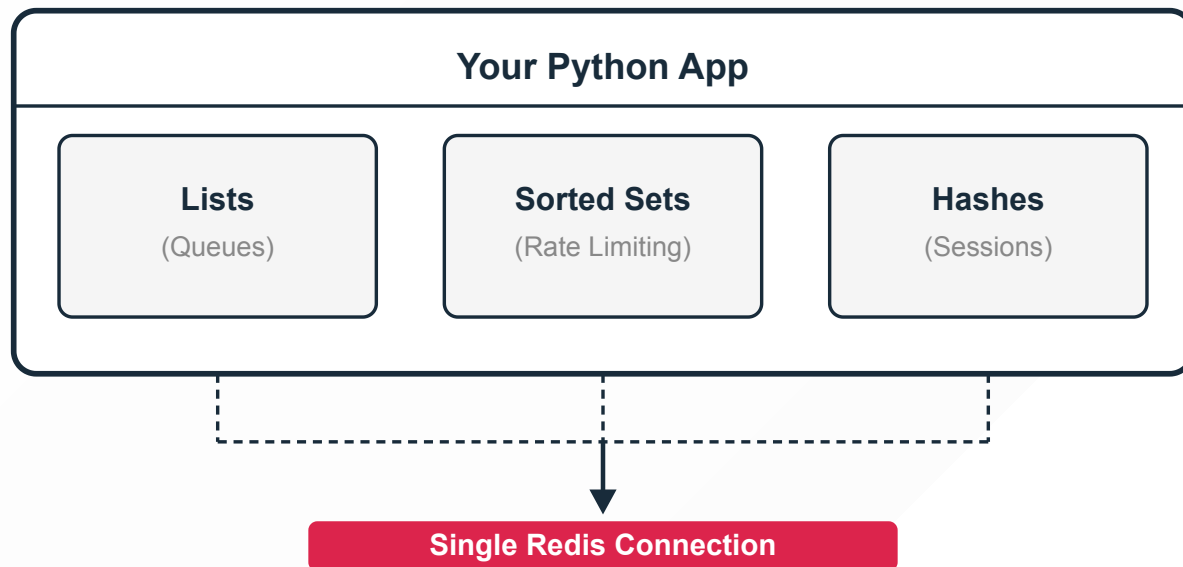 Your Python App
Lists
(Queues)
Sorted Sets
(Rate Limiting)
Hashes
(Sessions)
Single Redis Connection